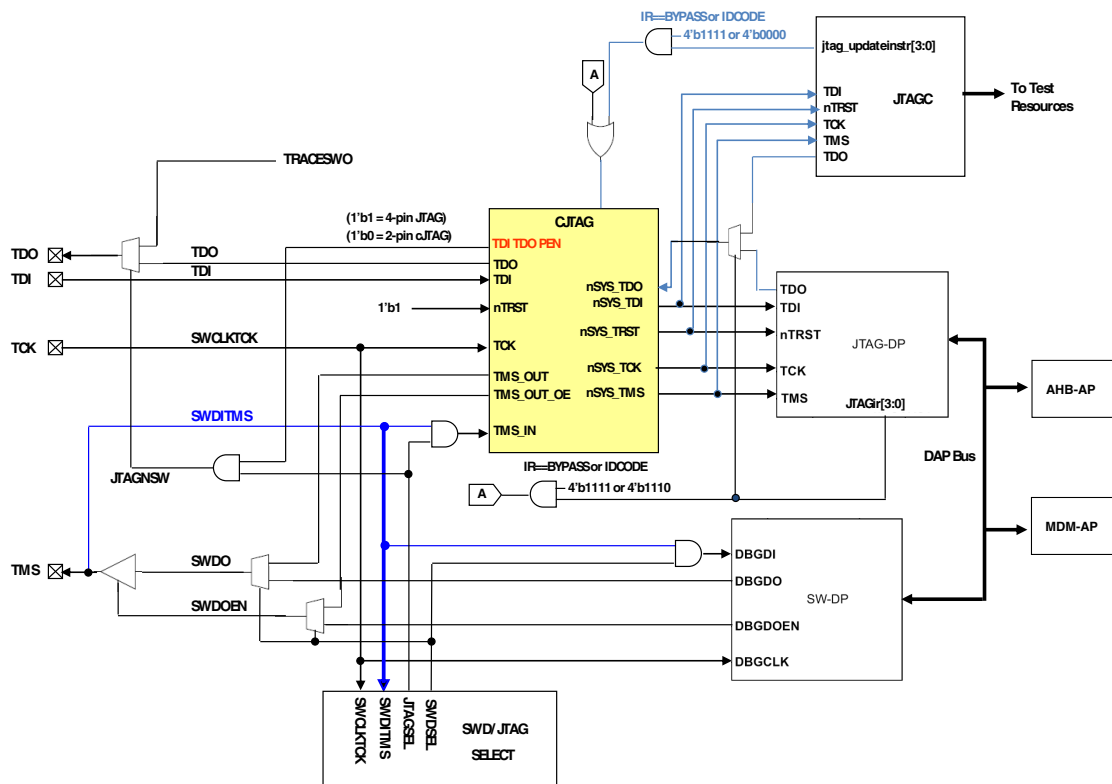 IR==BYPASS or IDCODE
4'b1111 or 4'b0000
jtag_updateinstr[3:0]
A
JTAGC
TDI
nTRST
TCK
TMS
TDO
To Test
Resources
TRACESWO
(1'b1 = 4-pin JTAG)
(1'b0 = 2-pin cJTAG)
CJTAG
TDI TDO PEN
TDO
TDI
nTRST
TCK
TMS_OUT
TMS_OUT_OE
TMS_IN
nSYS_TDO
nSYS_TDI
nSYS_TRST
nSYS_TCK
nSYS_TMS
TDO
TDO
TDI
TDI
1'b1
TCK
SWCLKTCK
SWDITMS
JTAGNSW
TDO
TDI
nTRST
JTAG-DP
TCK
TMS
JTAGir[3:0]
AHB-AP
DAP Bus
MDM-AP
IR==BYPASS or IDCODE
4'b1111 or 4'b1110
A
TMS
SWDO
SWDOEN
DBGDI
DBGDO
SW-DP
DBGDOEN
DBGCLK
SWCLKTCK
SWDITMS
JTAGSEL
SWDSEL
SWD/JTAG
SELECT